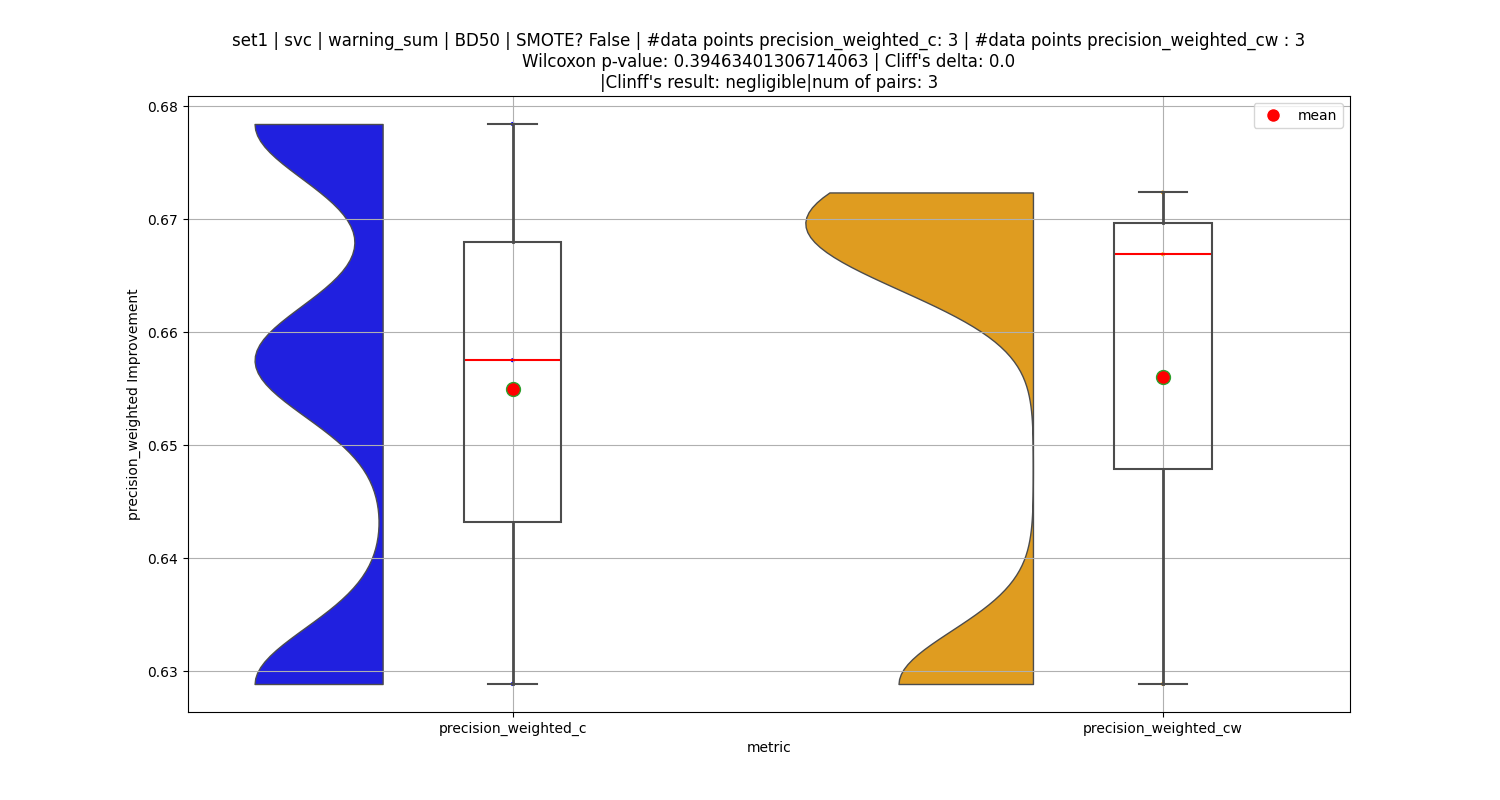 set1 | svc | warning_sum | BD50 | SMOTE? False | #data points precision_weighted_c: 3 | #data points precision_weighted_cw : 3
Wilcoxon p-value: 0.39463401306714063 | Cliff's delta: 0.0
|Clinff's result: negligible|num of pairs: 3
mean
0.68
0.67
0.66
0.65
0.64
0.63
precision_weighted Improvement
precision_weighted_c
precision_weighted_cw
metric